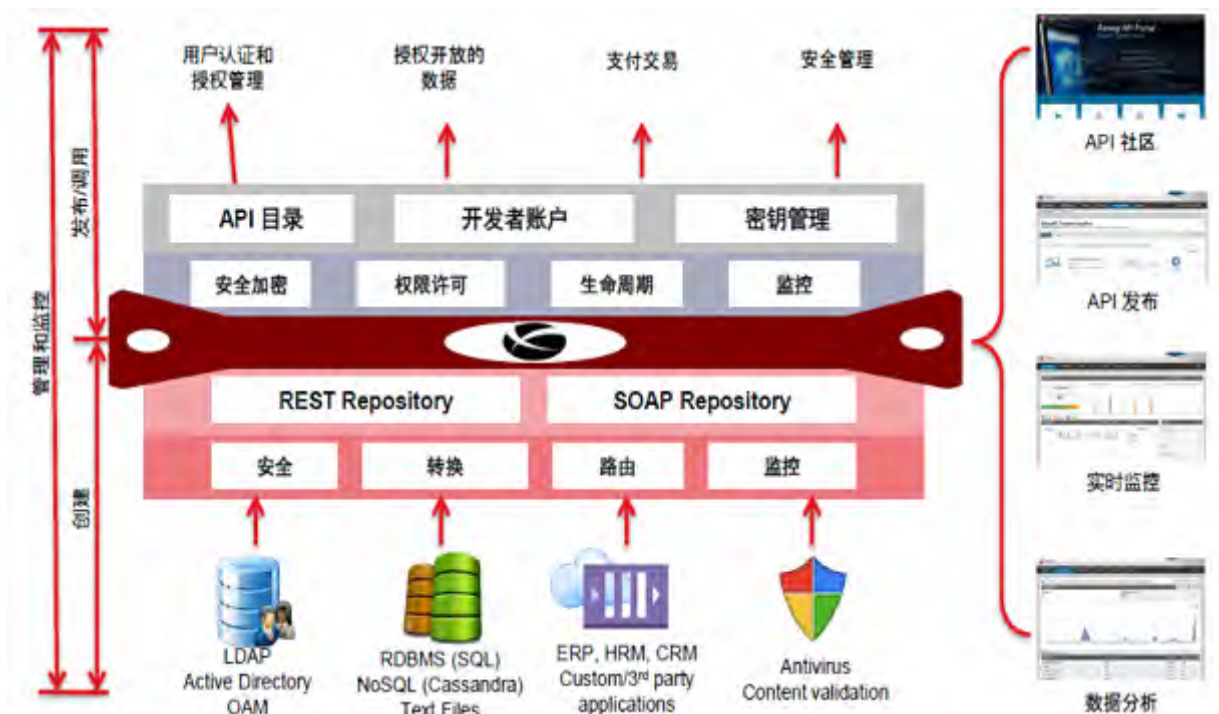 用户认证和
授权管理
授权开放的
数据
支付交易
安全管理
API 目录
开发者账户
密钥管理
安全加密
权限许可
生命周期
监控
REST Repository
SOAP Repository
安全
转换
路由
监控
LDAP
Active Directory
OAM
RDBMS (SQL)
NoSQL (Cassandra)
Text Files
ERP, HRM, CRM
Custom/3rd party
applications
Antivirus
Content validation
管理和监控
发布/调用
创建
API 社区
API 发布
实时监控
数据分析